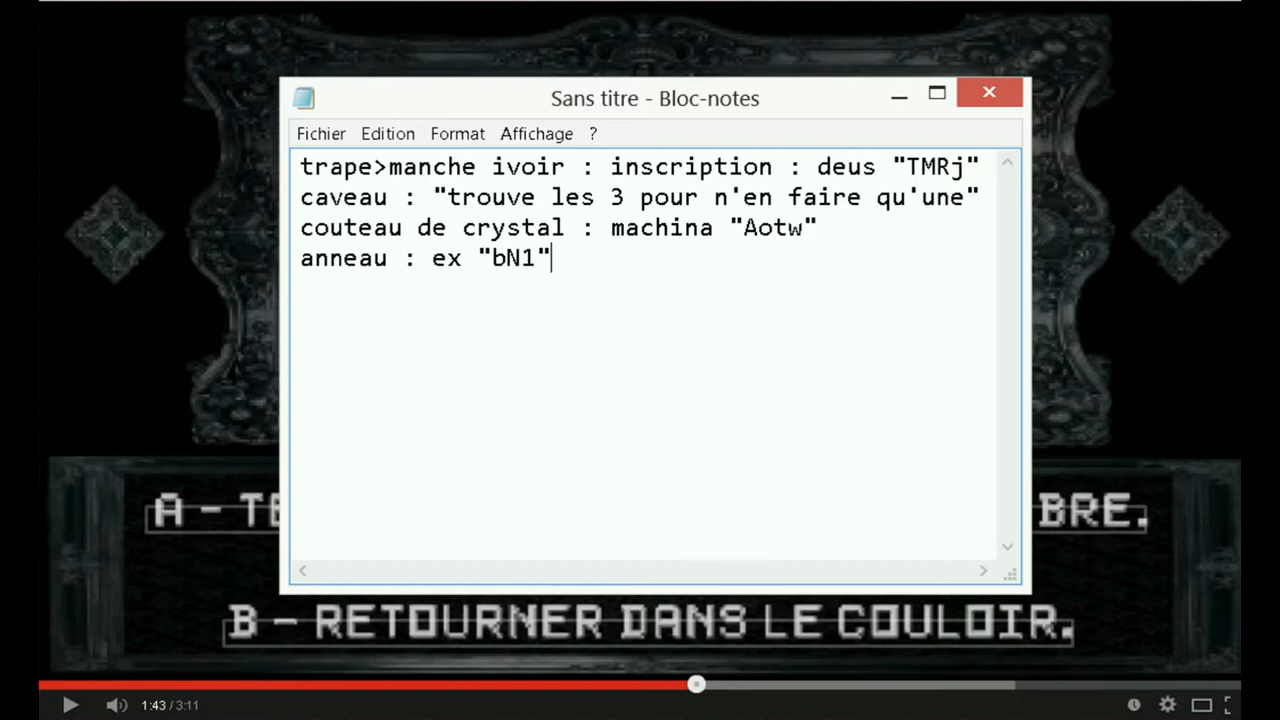 Sans titre - Bloc-notes
Fichier Edition Format Affichage ?
trape>manche ivoir : inscription : deus "TMRj"
caveau : "trouve les 3 pour n'en faire qu'une"
couteau de crystal : machina "Aotw"
anneau : ex "bN1"
A - TE BRE.
B - RETOURNER DANS LE COULOIR.
1:43 / 3:11